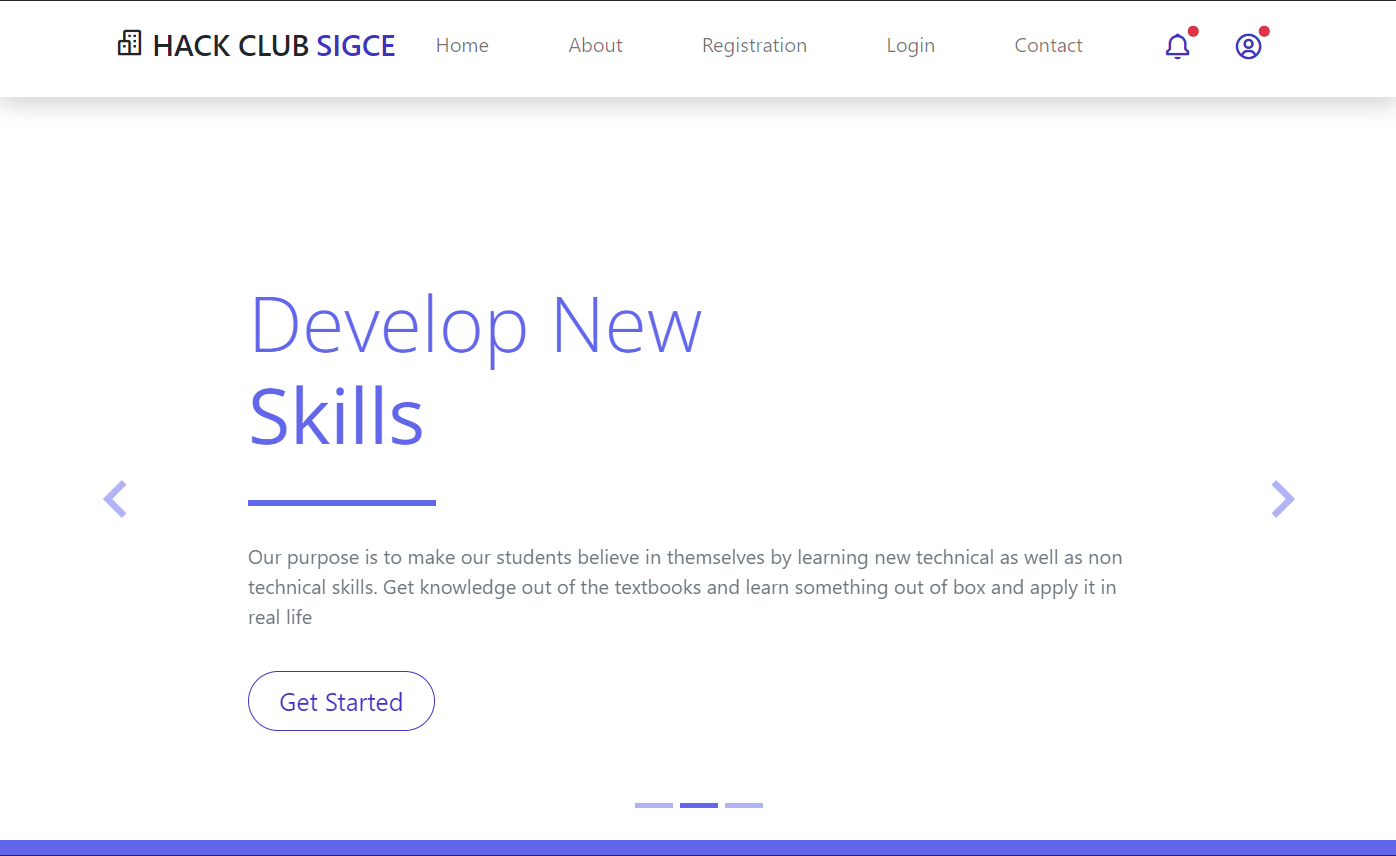 HACK CLUB SIGCE Home About Registration Login Contact
Develop New
Skills
Our purpose is to make our students believe in themselves by learning new technical as well as non
technical skills. Get knowledge out of the textbooks and learn something out of box and apply it in
real life
Get Started